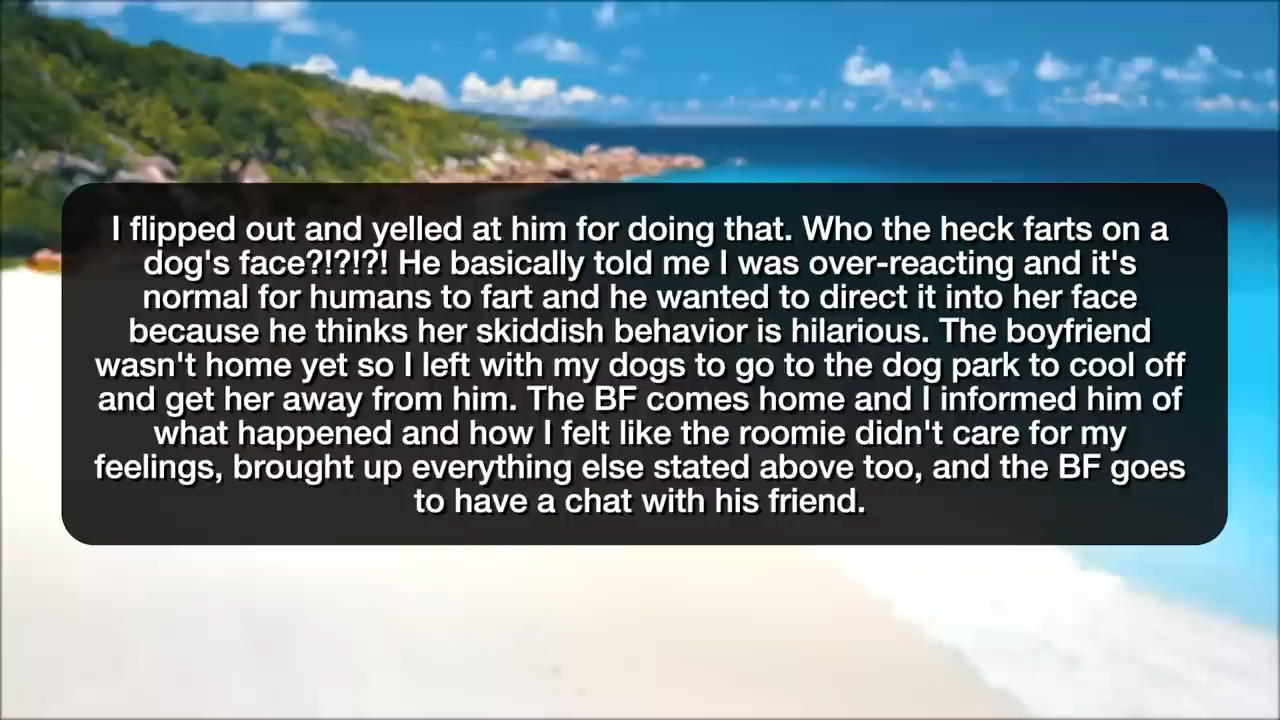 I flipped out and yelled at him for doing that. Who the heck farts on a
dog's face?!?!?! He basically told me I was over-reacting and it's
normal for humans to fart and he wanted to direct it into her face
because he thinks her skiddish behavior is hilarious. The boyfriend
wasn't home yet so I left with my dogs to go to the dog park to cool off
and get her away from him. The BF comes home and I informed him of
what happened and how I felt like the roomie didn't care for my
feelings, brought up everything else stated above too, and the BF goes
to have a chat with his friend.